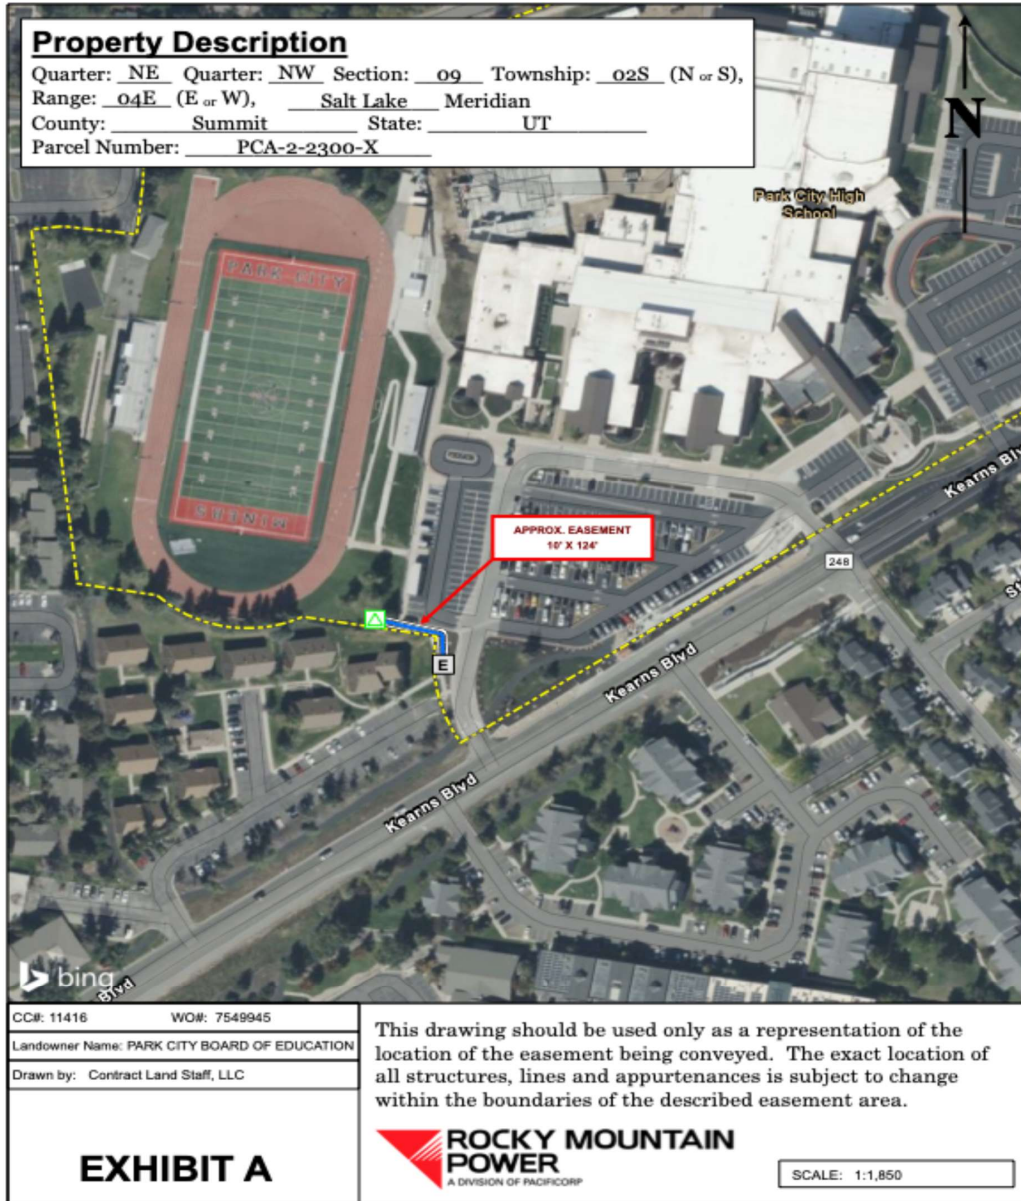 Property Description
Quarter: NE Quarter: NW Section: 09 Township: 02S (N or S),
Range: 04E (E or W), Salt Lake Meridian
County: Summit State: UT
Parcel Number: PCA-2-2300-X
N
Park City High
School
PARK CITY
MINERS
Kearns Blv
APPROX. EASEMENT
10' X 124'
248
St
E
Kearns Blvd
Kearns Blvd
bing
Blvd
CC#: 11416 WO#: 7549945
Landowner Name: PARK CITY BOARD OF EDUCATION
Drawn by: Contract Land Staff, LLC
EXHIBIT A
This drawing should be used only as a representation of the
location of the easement being conveyed. The exact location of
all structures, lines and appurtenances is subject to change
within the boundaries of the described easement area.
ROCKY MOUNTAIN
POWER
A DIVISION OF PACIFICORP
SCALE: 1:1,850